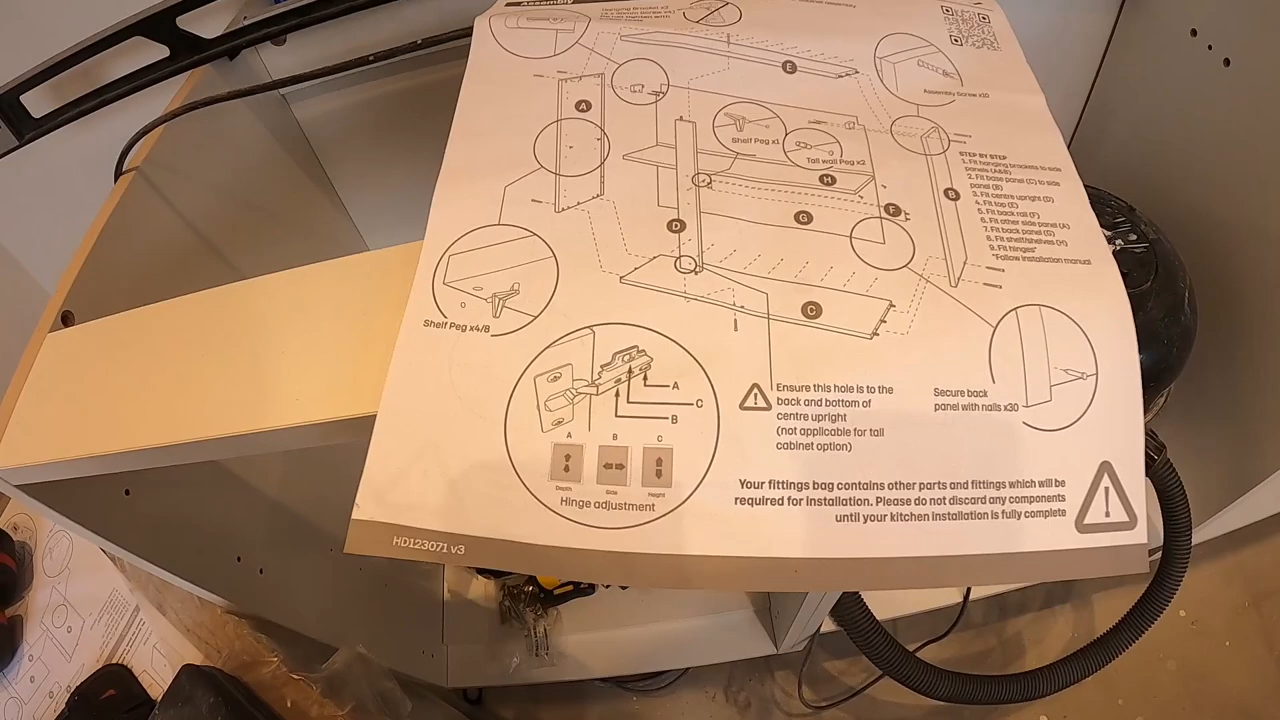 Assembly
Hanging Bracket x2
E
A
Assembly Screw x10
Shelf Peg x1
Tall wall Peg x2
STEP BY STEP
1. Fit hanging brackets to side
panels (A&B)
2. Fit base panel (C) to side
panel (B)
3. Fit centre upright (D)
4. Fit top (E)
5. Fit back rail (F)
6. Fit other side panel (A)
7. Fit back panel (G)
8. Fit shelf/shelves (H)
9. Fit hinges*
*Follow installation manual
H
B
F
G
D
C
Shelf Peg x4/8
A
C
B
Ensure this hole is to the
back and bottom of
centre upright
(not applicable for tall
cabinet option)
Secure back
panel with nails x30
A B C
Depth Side Height
Hinge adjustment
Your fittings bag contains other parts and fittings which will be
required for installation. Please do not discard any components
until your kitchen installation is fully complete
HD123071 v3